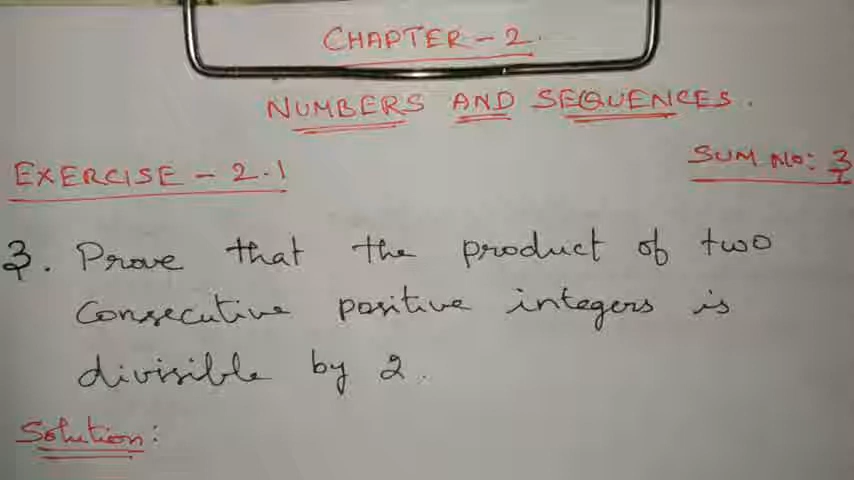 CHAPTER - 2.
NUMBERS AND SEQUENCES.
EXERCISE - 2.1
SUM No: 3
3. Prove that the product of two
consecutive positive integers is
divisible by 2.
Solution: